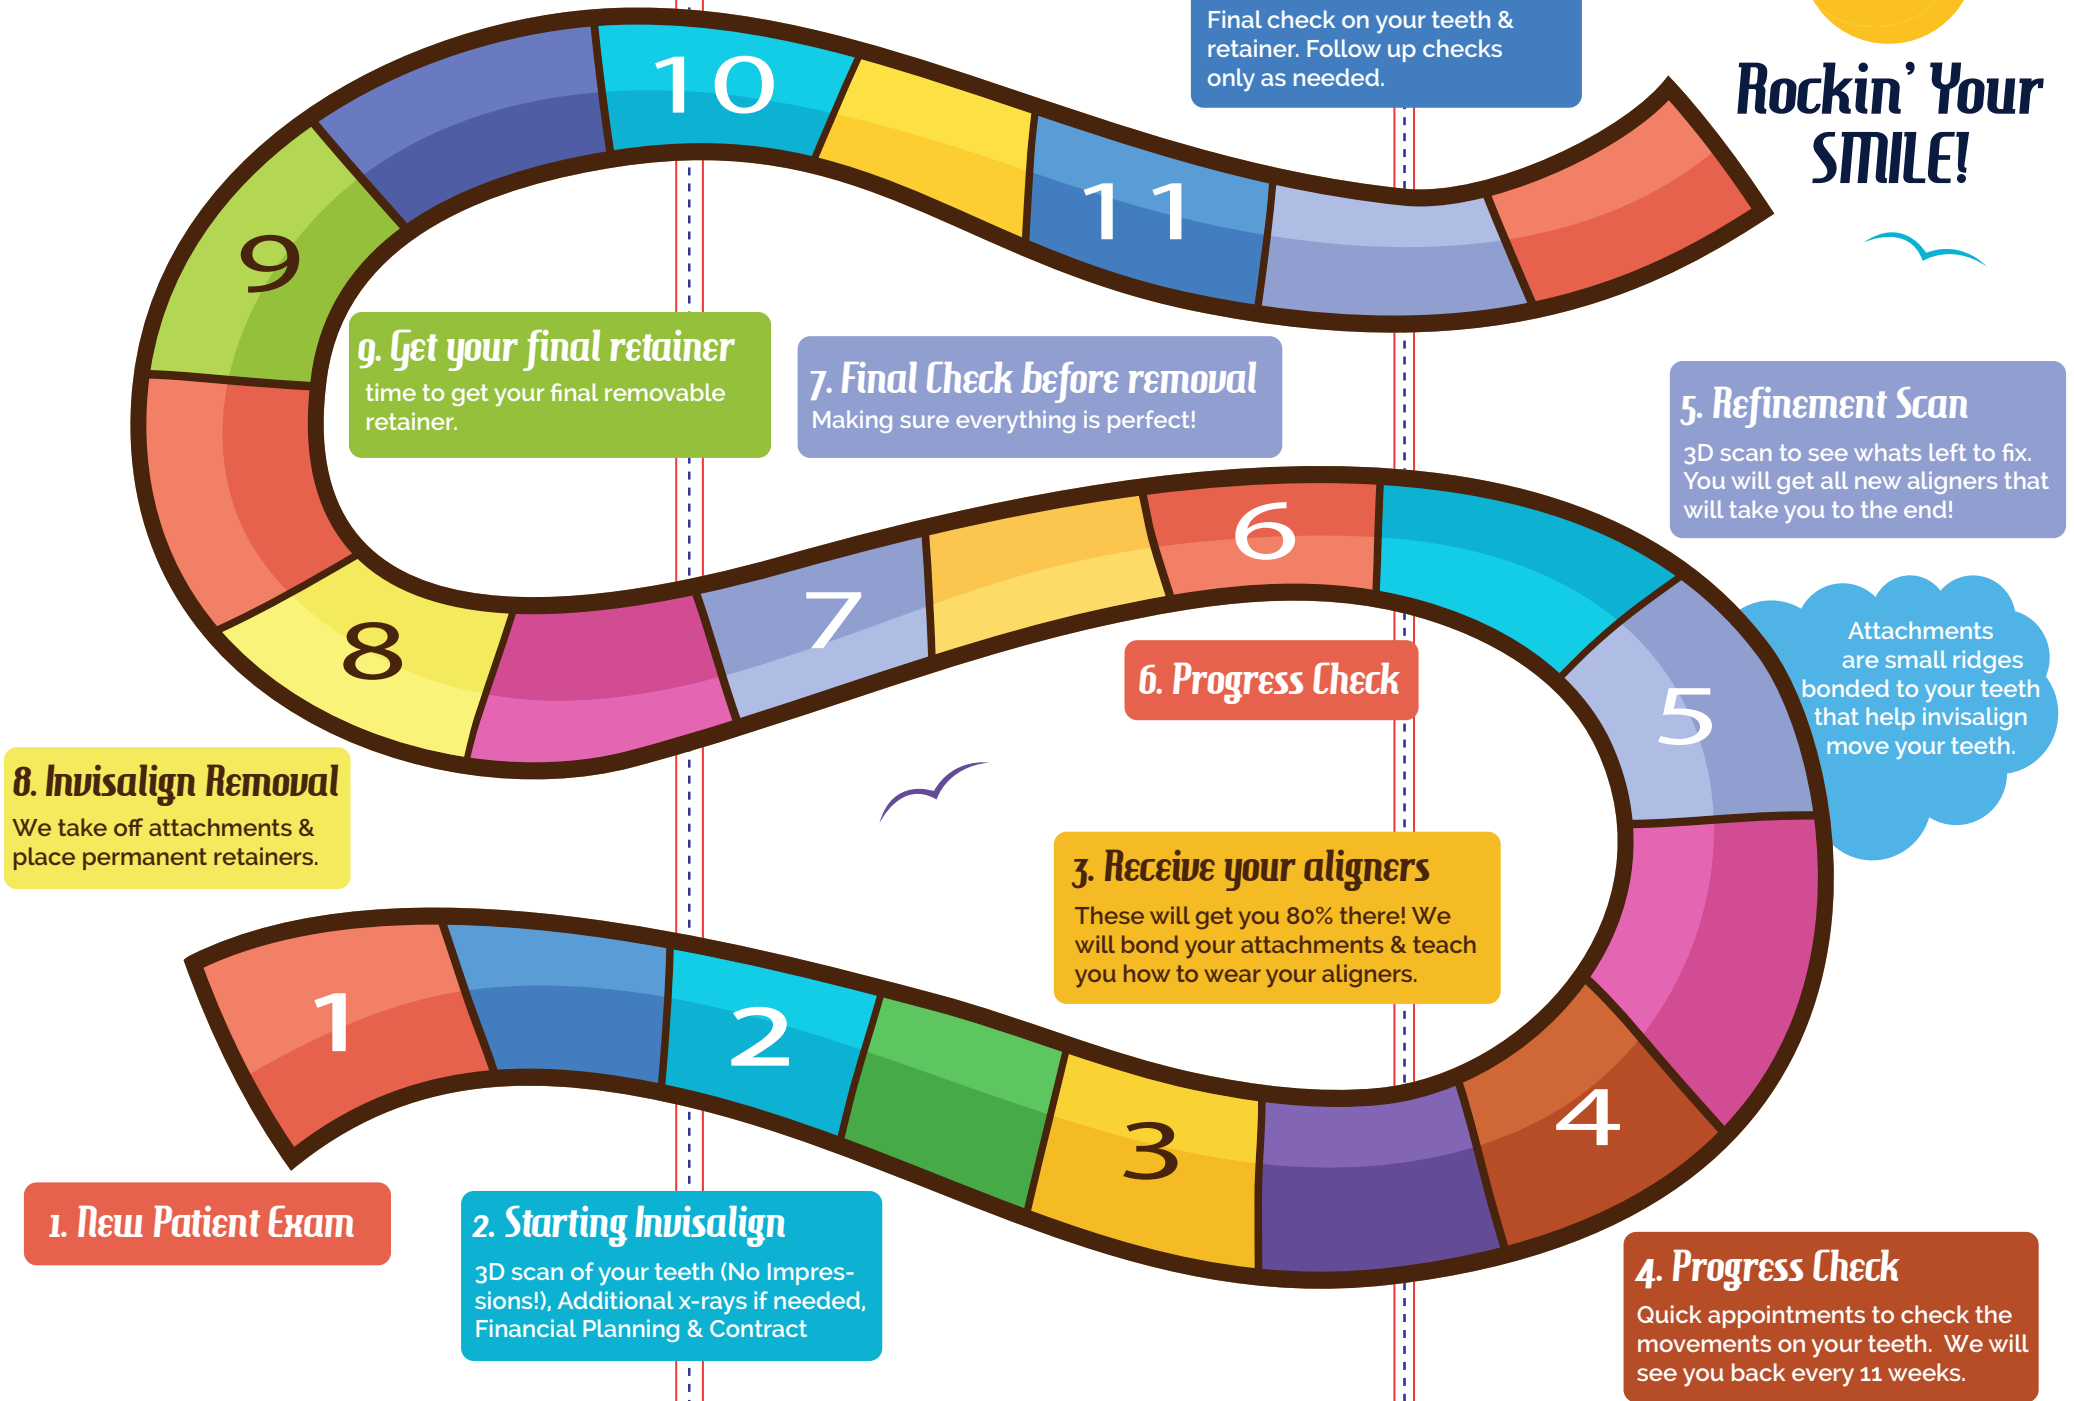 Final check on your teeth &
retainer. Follow up checks
only as needed.
Rockin' Your
SMILE!
10
11
9
9. Get your final retainer
time to get your final removable
retainer.
7. Final Check before removal
Making sure everything is perfect!
5. Refinement Scan
3D scan to see whats left to fix.
You will get all new aligners that
will take you to the end!
6
7
8
6. Progress Check
5
Attachments
are small ridges
bonded to your teeth
that help invisalign
move your teeth.
8. Invisalign Removal
We take off attachments &
place permanent retainers.
3. Receive your aligners
These will get you 80% there! We
will bond your attachments & teach
you how to wear your aligners.
1
2
3
4
1. New Patient Exam
2. Starting Invisalign
3D scan of your teeth (No Impres-
sions!), Additional x-rays if needed,
Financial Planning & Contract
4. Progress Check
Quick appointments to check the
movements on your teeth.  We will
see you back every 11 weeks.